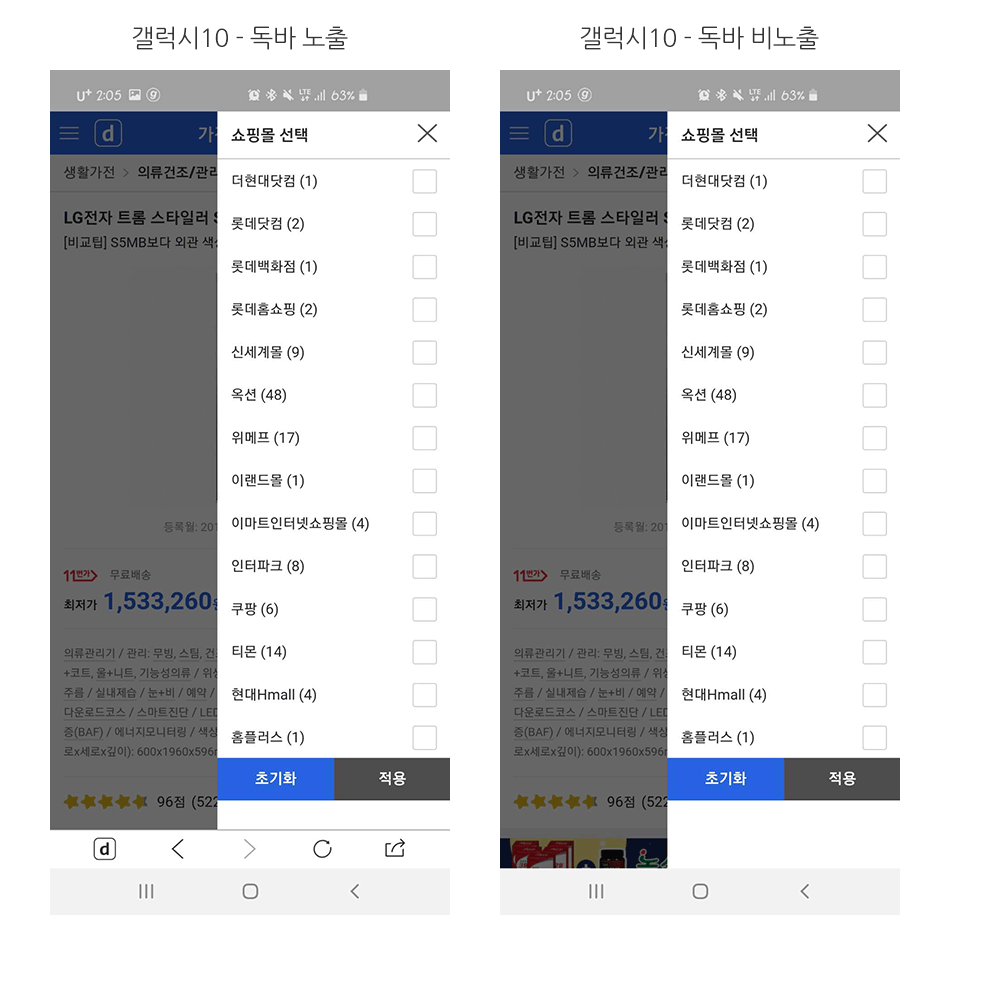 갤럭시10 - 독바 노출
U+ 2:05
LTE
63%
d
가
쇼핑몰 선택
생활가전 > 의류건조/관리
더현대닷컴 (1)
LG전자 트롬 스타일러 S
[비교팁] S5MB보다 외관 색상
롯데닷컴 (2)
롯데백화점 (1)
롯데홈쇼핑 (2)
신세계몰 (9)
옥션 (48)
위메프 (17)
이랜드몰 (1)
등록월: 201
이마트인터넷쇼핑몰 (4)
11번가 무료배송
인터파크 (8)
최저가 1,533,260원
쿠팡 (6)
의류관리기 / 관리: 무빙, 스팀, 건
티몬 (14)
+코트, 울+니트, 기능성의류 / 위
주름 / 실내제습 / 눈+비 / 예약 /
현대Hmall (4)
다운로드코스 / 스마트진단 / LED
증(BAF) / 에너지모니터링 / 색상
홈플러스 (1)
로x세로x깊이): 600x1960x596m
초기화 적용
96점 (522
d
갤럭시10 - 독바 비노출
U+ 2:05
LTE
63%
d
가
쇼핑몰 선택
생활가전 > 의류건조/관리
더현대닷컴 (1)
LG전자 트롬 스타일러 S
[비교팁] S5MB보다 외관 색상
롯데닷컴 (2)
롯데백화점 (1)
롯데홈쇼핑 (2)
신세계몰 (9)
옥션 (48)
위메프 (17)
이랜드몰 (1)
등록월: 201
이마트인터넷쇼핑몰 (4)
11번가 무료배송
인터파크 (8)
최저가 1,533,260원
쿠팡 (6)
의류관리기 / 관리: 무빙, 스팀, 건
티몬 (14)
+코트, 울+니트, 기능성의류 / 위
주름 / 실내제습 / 눈+비 / 예약 /
현대Hmall (4)
다운로드코스 / 스마트진단 / LED
증(BAF) / 에너지모니터링 / 색상
홈플러스 (1)
로x세로x깊이): 600x1960x596m
초기화 적용
96점 (522